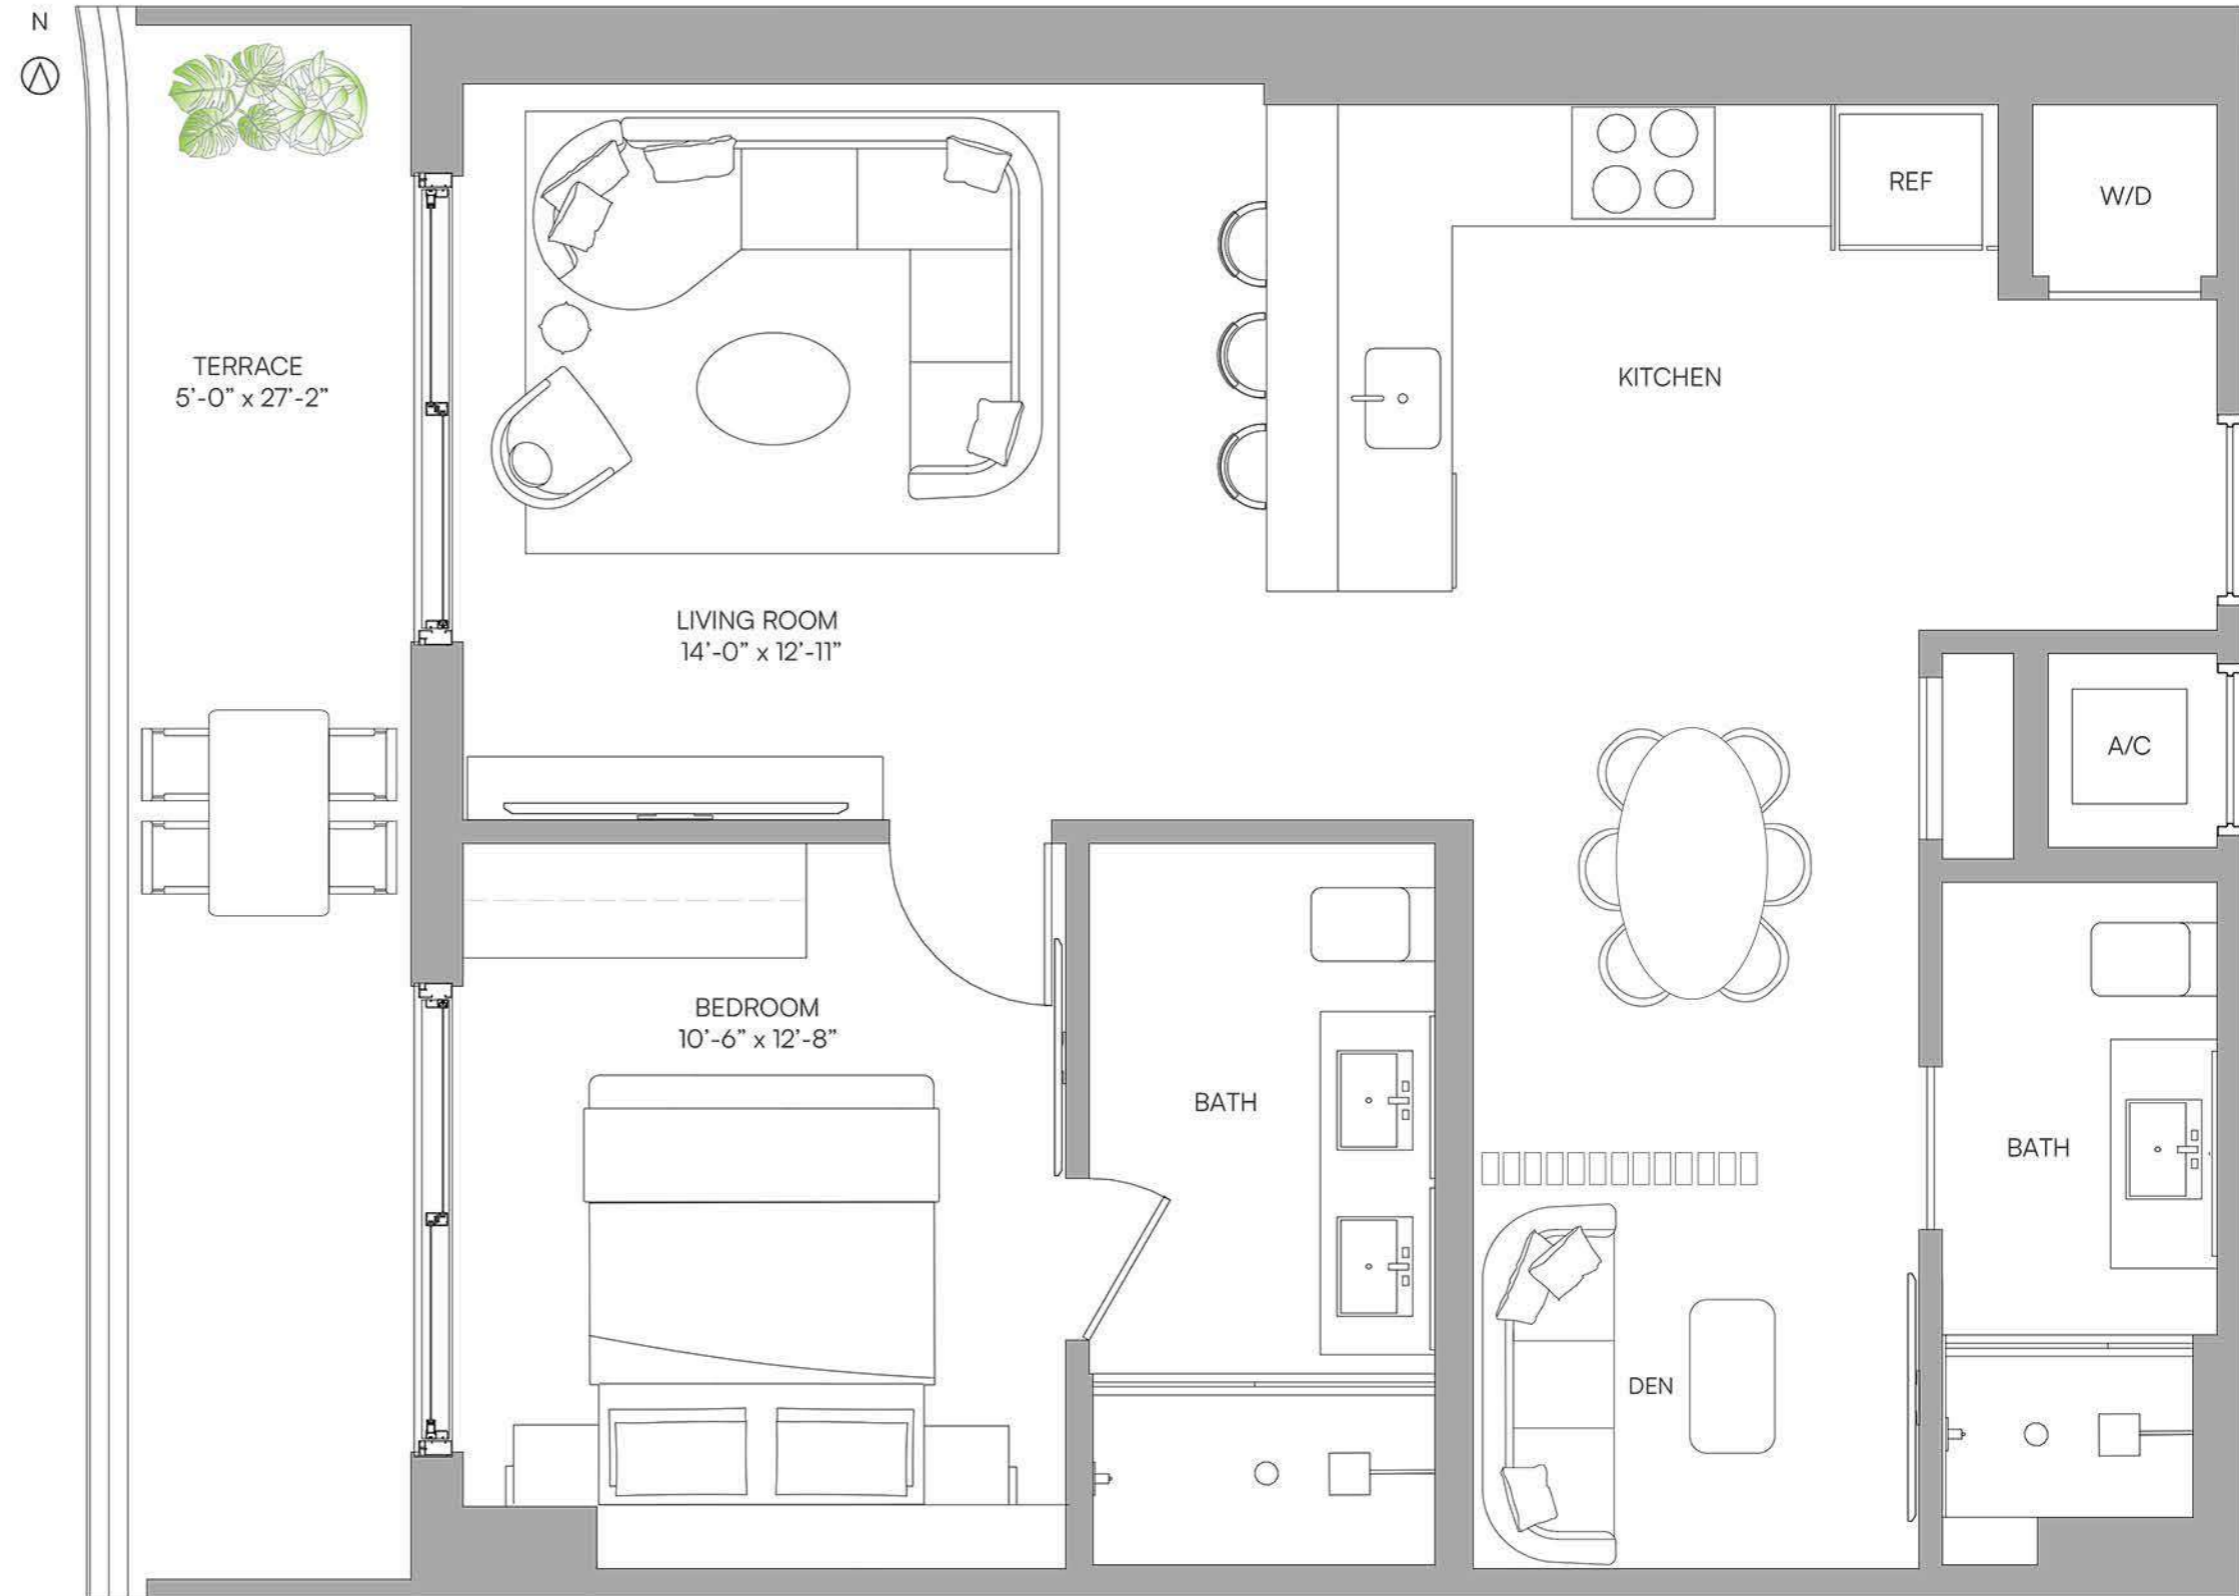 N
REF
W/D
TERRACE
5’-0” x 27’-2”
KITCHEN
LIVING ROOM
14’-0” x 12’-11”
A/C
BEDROOM
10’-6” x 12’-8”
BATH
BATH
DEN